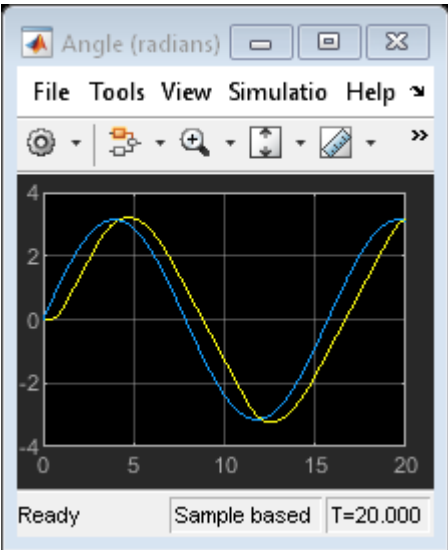 Angle (radians)
File Tools View Simulatio Help
4
2
0
-2
-4
0 5 10 15 20
Ready Sample based T=20.000